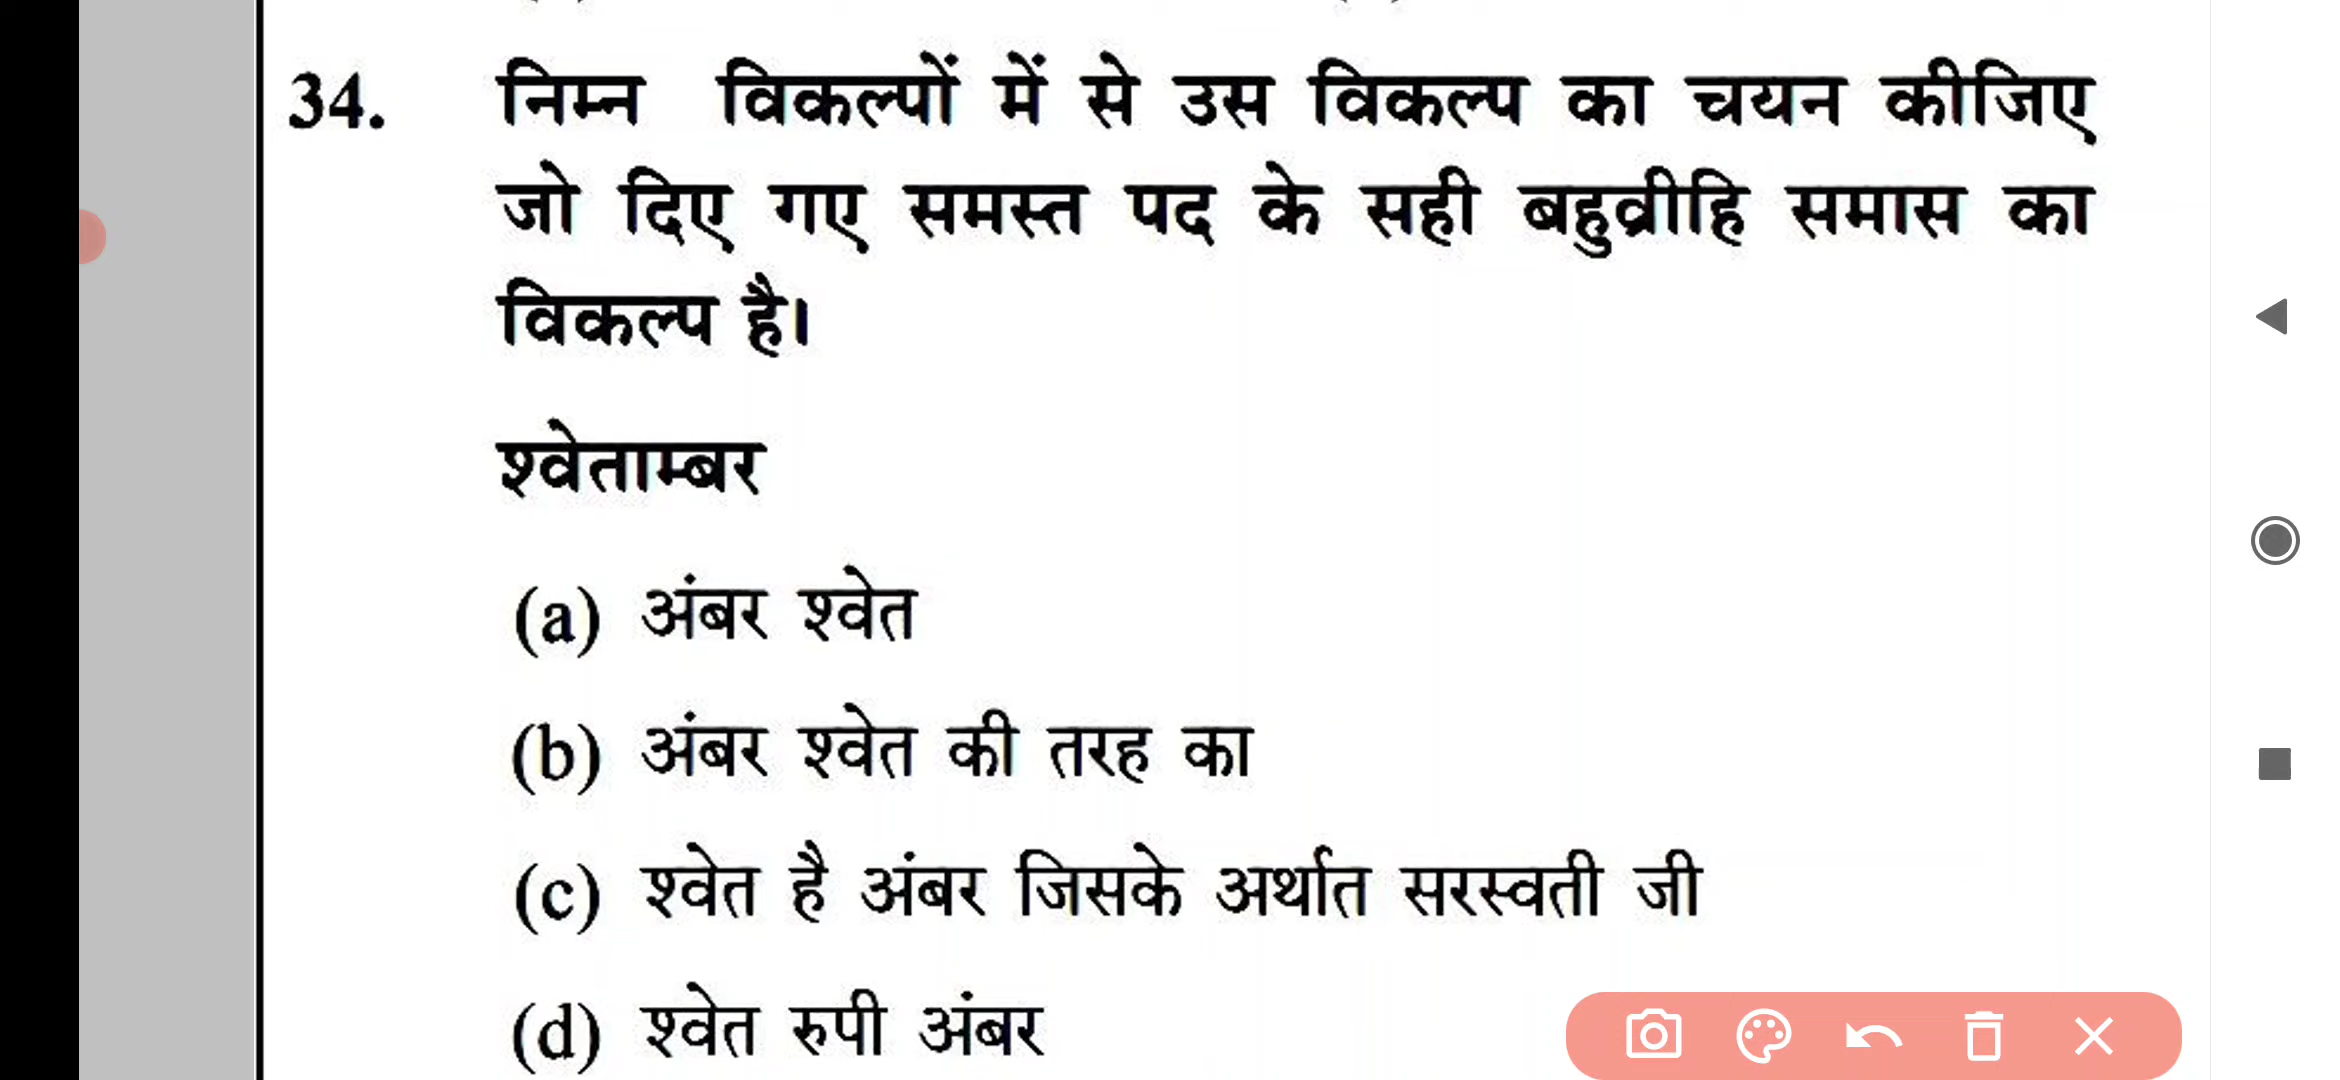 34. निम्न विकल्पों में से उस विकल्प का चयन कीजिए
जो दिए गए समस्त पद के सही बहुव्रीहि समास का
विकल्प है।
श्वेताम्बर
(a) अंबर श्वेत
(b) अंबर श्वेत की तरह का
(c) श्वेत है अंबर जिसके अर्थात सरस्वती जी
(d) श्वेत रुपी अंबर